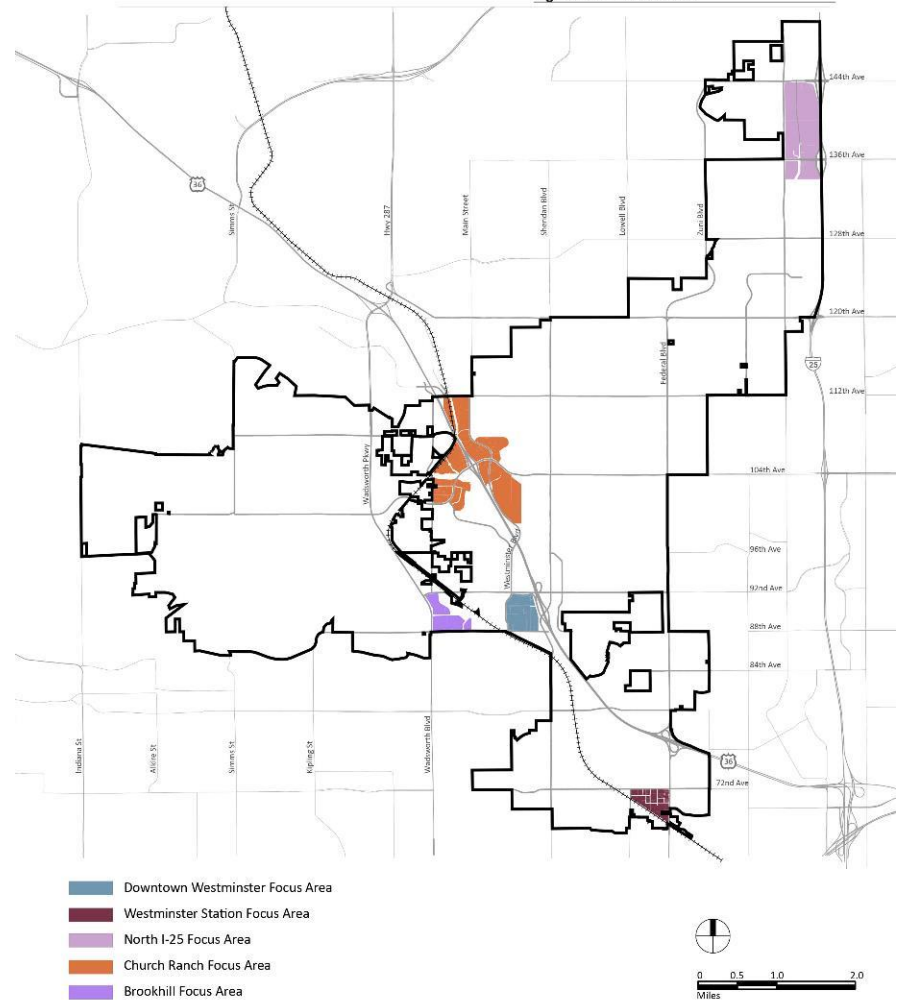 144th Ave
136th Ave
36
Simms St
Hwy 287
Main Street
Sheridan Blvd
Lowell Blvd
Zuni Blvd
128th Ave
120th Ave
Federal Blvd
25
112th Ave
Wadsworth Pkwy
104th Ave
96th Ave
92nd Ave
88th Ave
84th Ave
Indiana St
Alkire St
Simms St
Kipling St
Wadsworth Blvd
36
72nd Ave
Downtown Westminster Focus Area
Westminster Station Focus Area
North I-25 Focus Area
Church Ranch Focus Area
Brookhill Focus Area
0 0.5 1.0 2.0
Miles